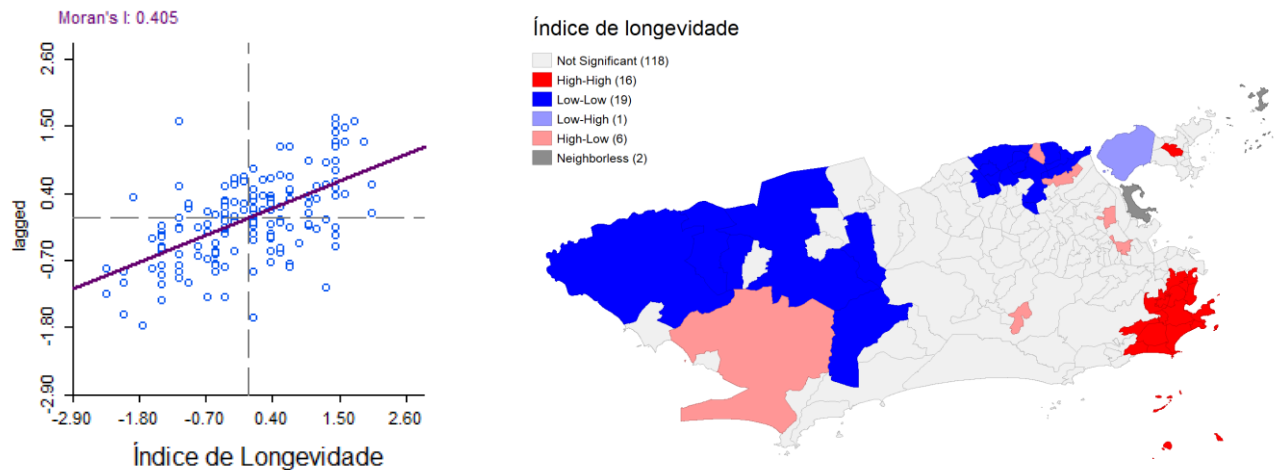 Moran's I: 0.405
2.60
1.50
0.40
-0.70
-1.80
-2.90
lagged
-2.90 -1.80 -0.70 0.40 1.50 2.60
Índice de Longevidade
Índice de longevidade
Not Significant (118)
High-High (16)
Low-Low (19)
Low-High (1)
High-Low (6)
Neighborless (2)